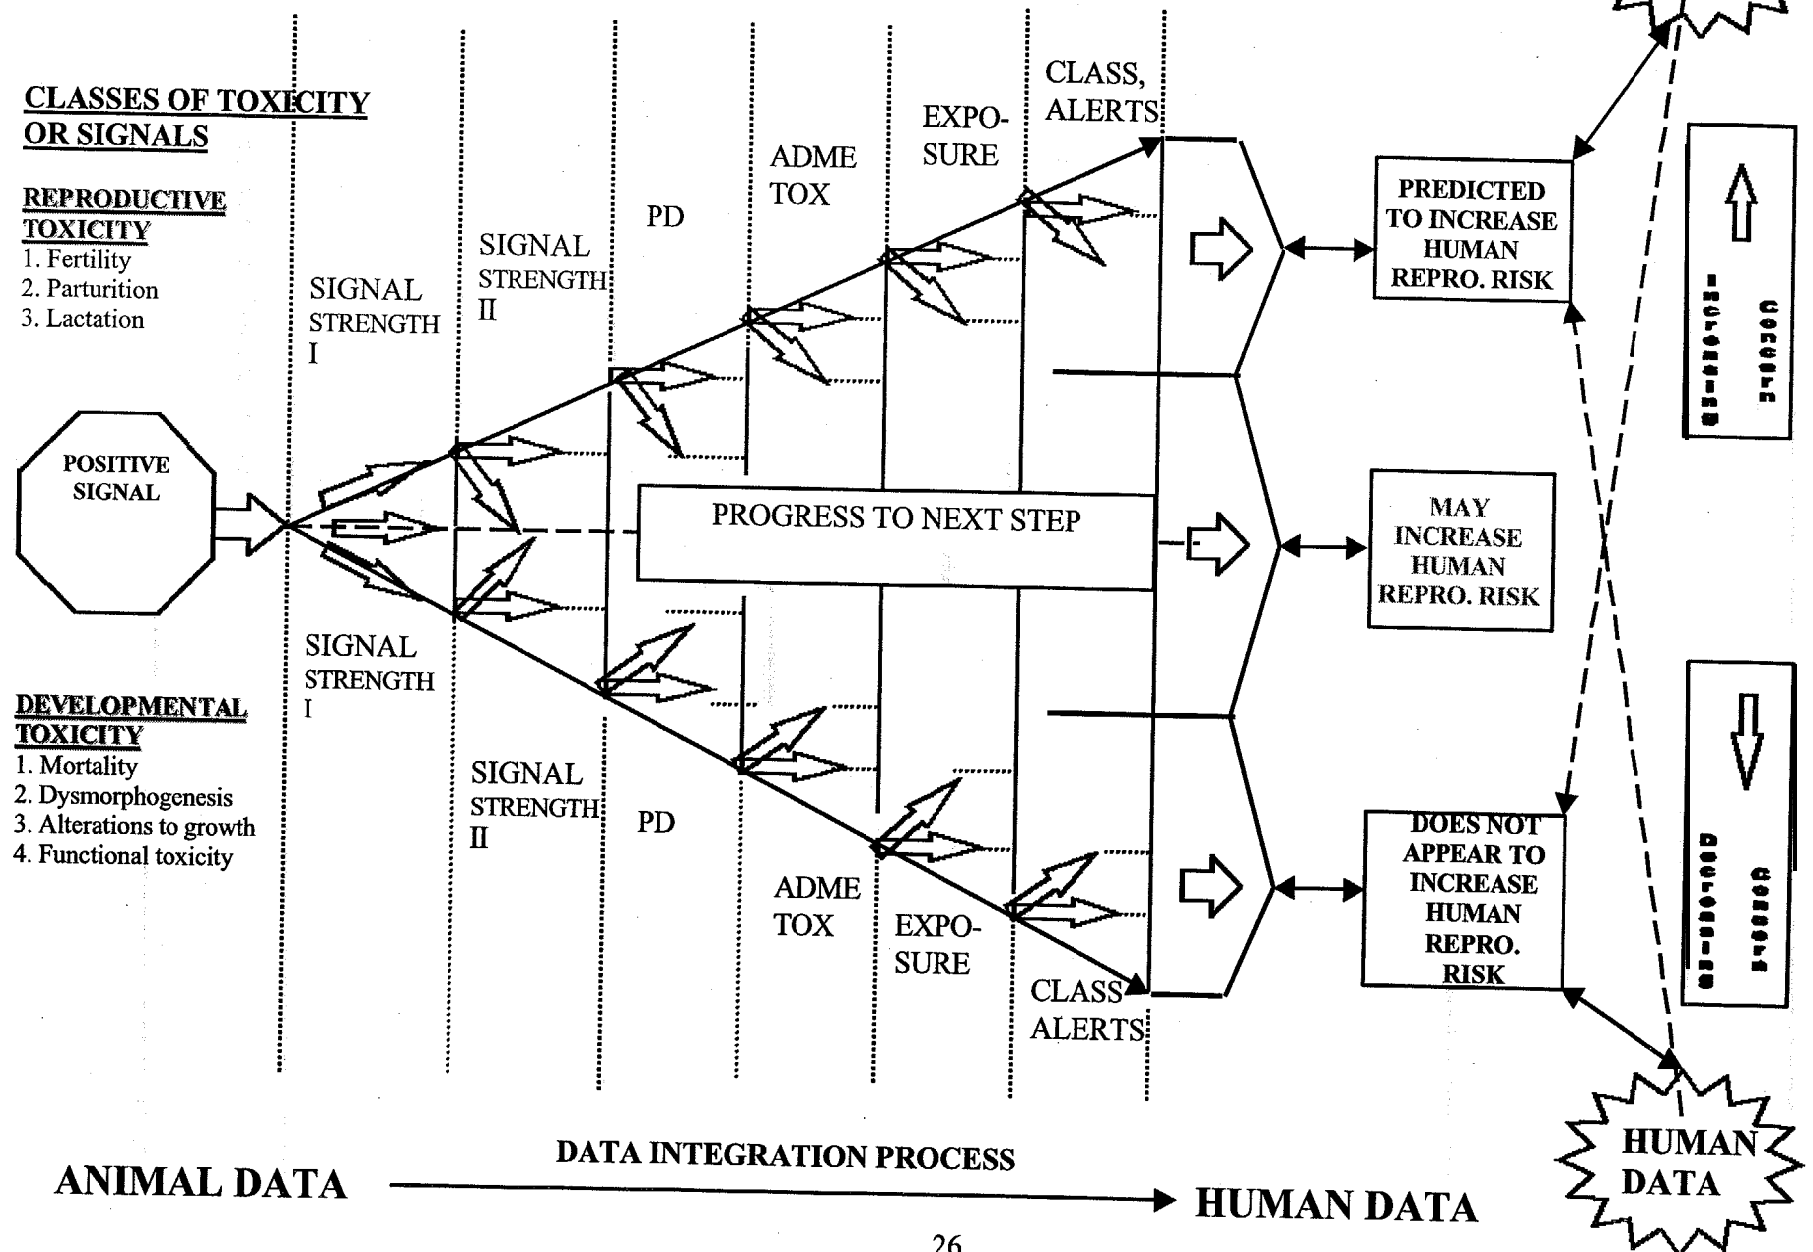 CLASSES OF TOXICITY
OR SIGNALS
REPRODUCTIVE
TOXICITY
1. Fertility
2. Parturition
3. Lactation
POSITIVE
SIGNAL
DEVELOPMENTAL
TOXICITY
1. Mortality
2. Dysmorphogenesis
3. Alterations to growth
4. Functional toxicity
SIGNAL
STRENGTH
I
SIGNAL
STRENGTH
II
PD
ADME
TOX
EXPO-
SURE
CLASS,
ALERTS
PROGRESS TO NEXT STEP
SIGNAL
STRENGTH
I
SIGNAL
STRENGTH
II
PD
ADME
TOX
EXPO-
SURE
CLASS
ALERTS
PREDICTED
TO INCREASE
HUMAN
REPRO. RISK
MAY
INCREASE
HUMAN
REPRO. RISK
DOES NOT
APPEAR TO
INCREASE
HUMAN
REPRO.
RISK
HUMAN
DATA
DATA INTEGRATION PROCESS
ANIMAL DATA
HUMAN DATA
26